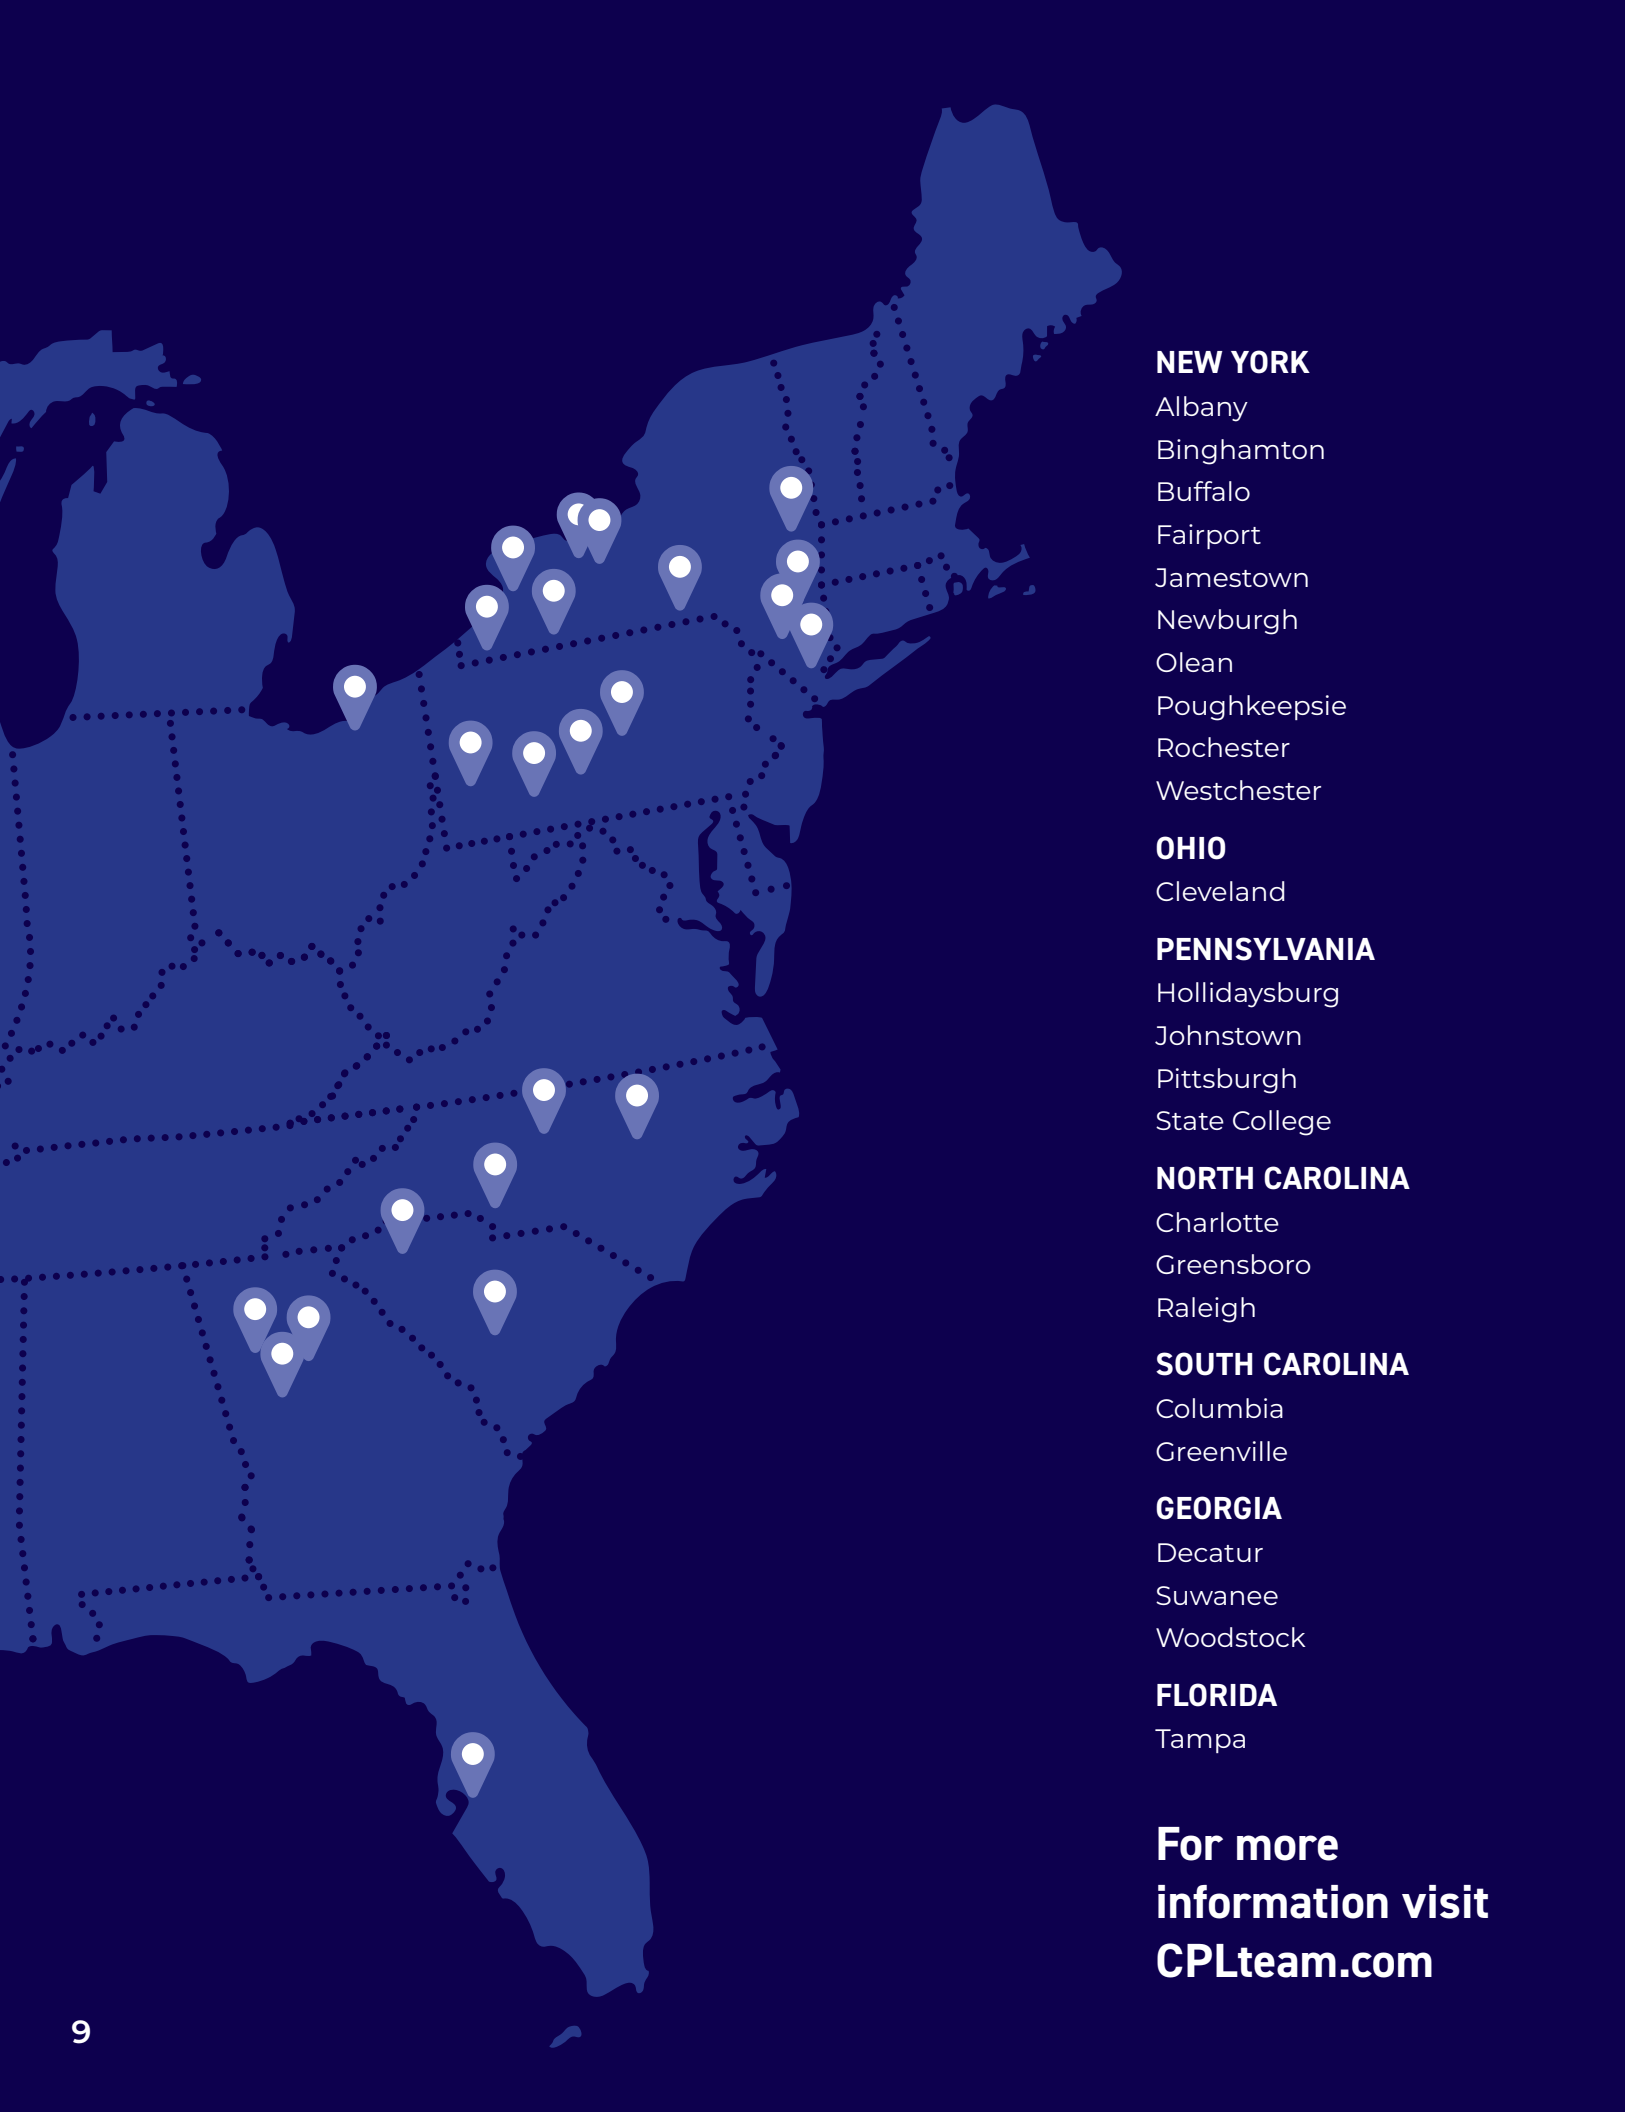 NEW YORK
Albany
Binghamton
Buffalo
Fairport
Jamestown
Newburgh
Olean
Poughkeepsie
Rochester
Westchester
OHIO
Cleveland
PENNSYLVANIA
Hollidaysburg
Johnstown
Pittsburgh
State College
NORTH CAROLINA
Charlotte
Greensboro
Raleigh
SOUTH CAROLINA
Columbia
Greenville
GEORGIA
Decatur
Suwanee
Woodstock
FLORIDA
Tampa
For more
information visit
CPLteam.com
9